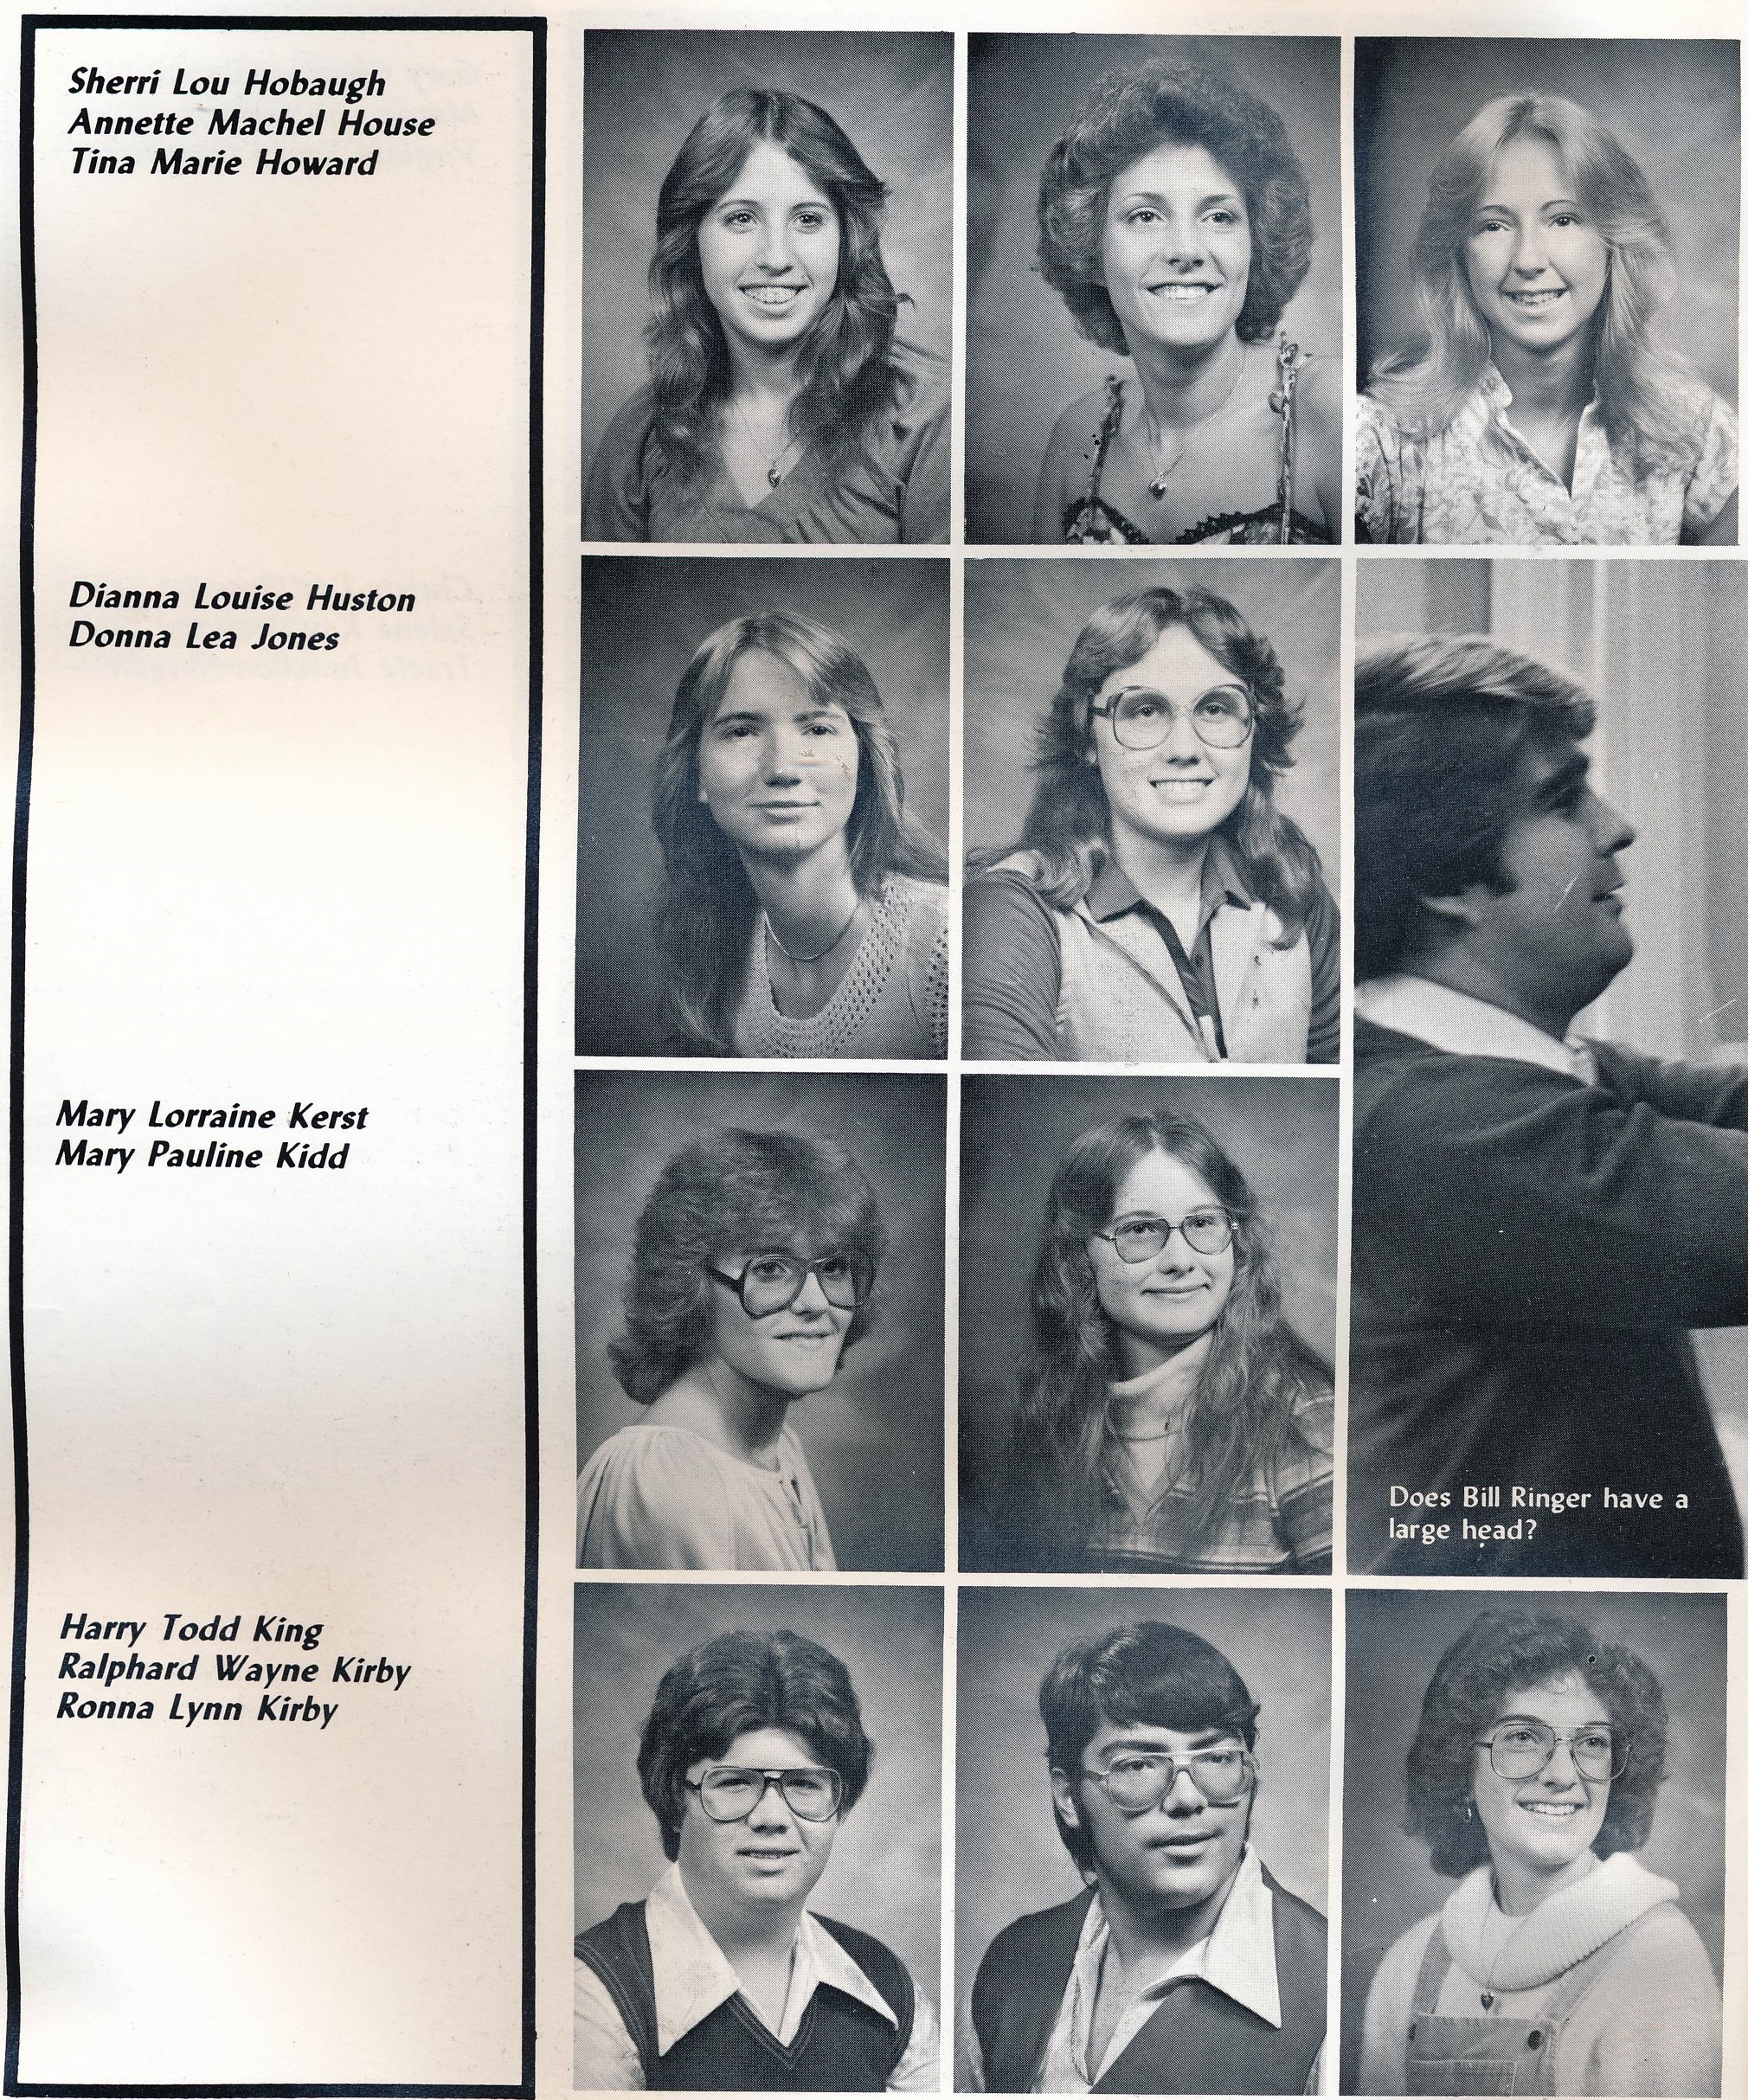 Sherri Lou Hobaugh
Annette Machel House
Tina Marie Howard
Dianna Louise Huston
Donna Lea Jones
Mary Lorraine Kerst
Mary Pauline Kidd
Does Bill Ringer have a
large head?
Harry Todd King
Ralphard Wayne Kirby
Ronna Lynn Kirby